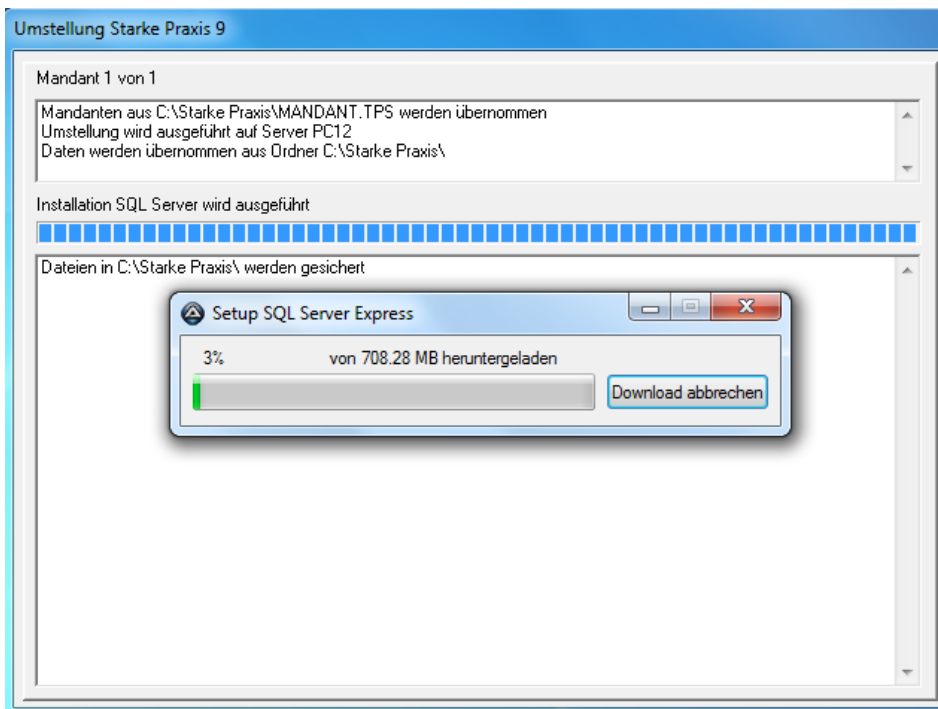 Umstellung Starke Praxis 9
Mandant 1 von 1
Mandanten aus C:\Starke Praxis\MANDANT.TPS werden übernommen
Umstellung wird ausgeführt auf Server PC12
Daten werden übernommen aus Ordner C:\Starke Praxis\
Installation SQL Server wird ausgeführt
Dateien in C:\Starke Praxis\ werden gesichert
Setup SQL Server Express
3% von 708.28 MB heruntergeladen
Download abbrechen